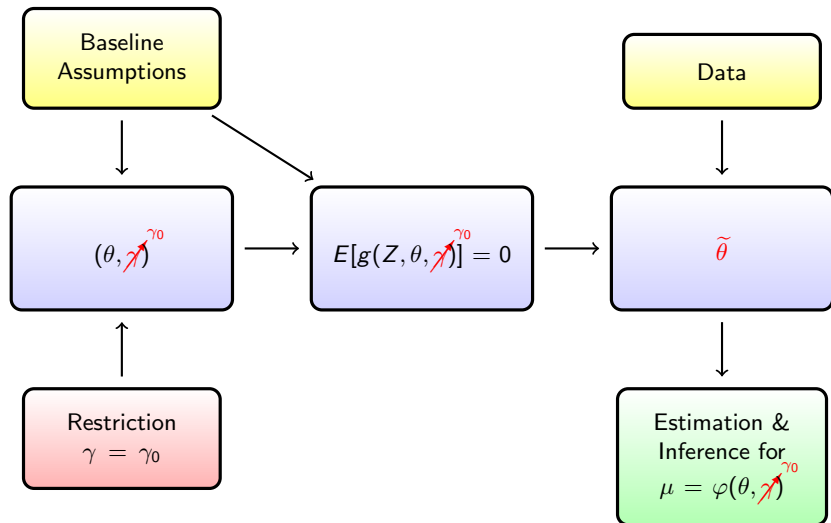 Baseline
Assumptions
Data
(θ, γ)^γ₀
E[g(Z, θ, γ)^γ₀] = 0
θ̃
Restriction
γ = γ₀
Estimation &
Inference for
μ = φ(θ, γ)^γ₀